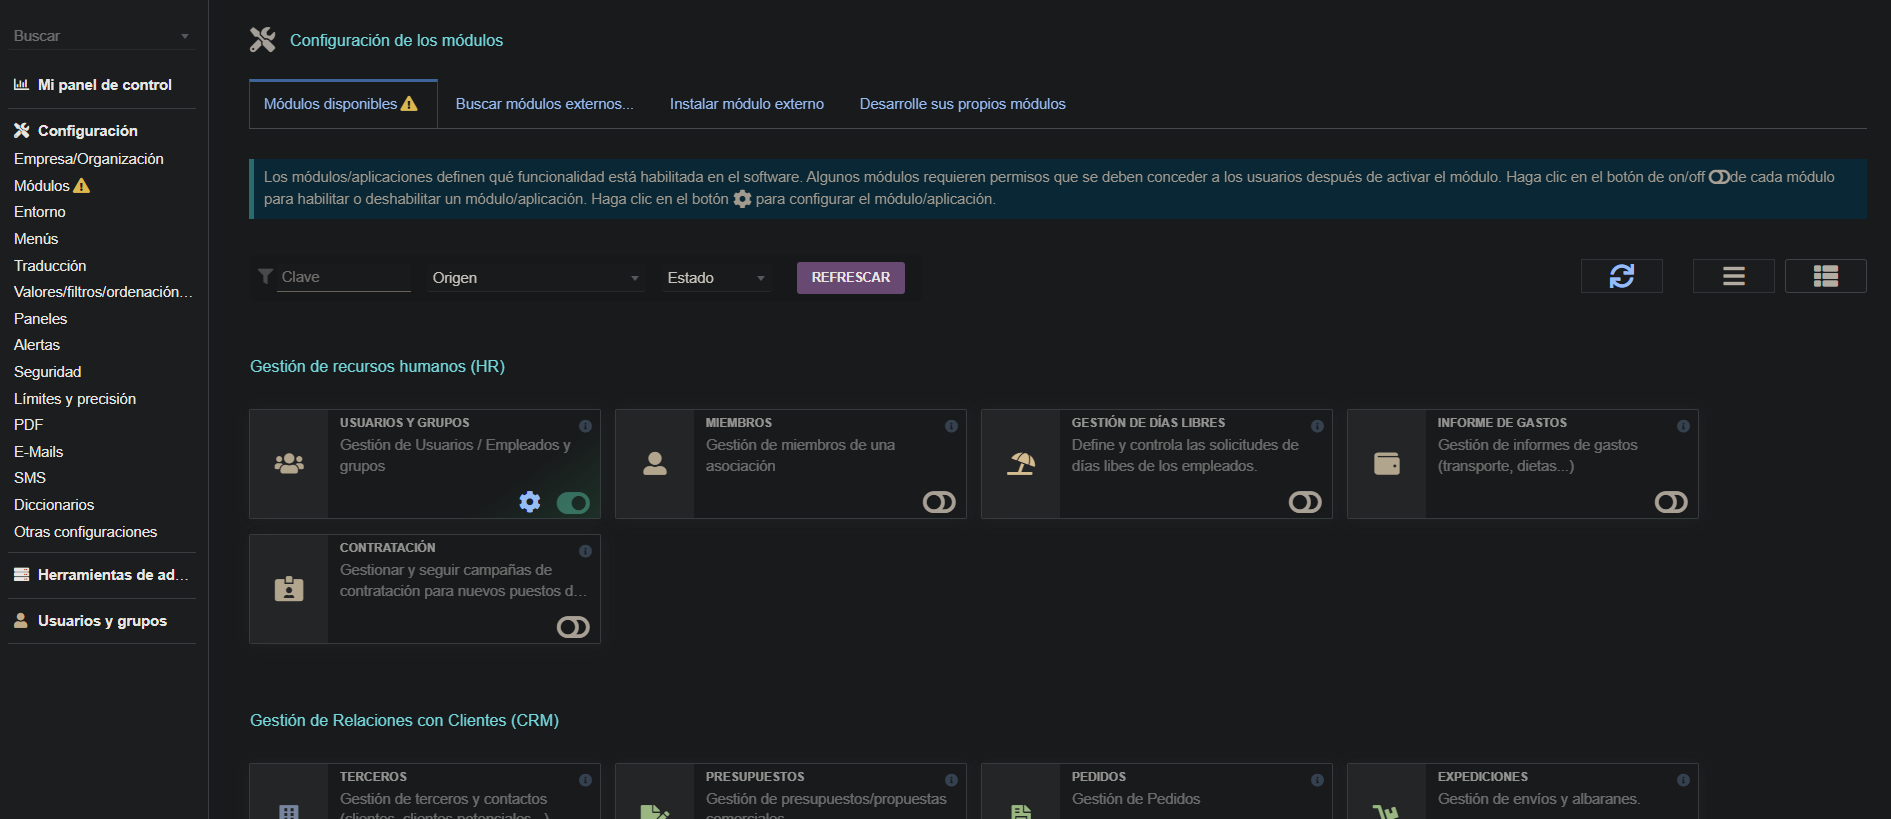 Buscar
Mi panel de control
Configuración
Empresa/Organización
Módulos
Entorno
Menús
Traducción
Valores/filtros/ordenación…
Paneles
Alertas
Seguridad
Límites y precisión
PDF
E-Mails
SMS
Diccionarios
Otras configuraciones
Herramientas de ad…
Usuarios y grupos
Configuración de los módulos
Módulos disponibles
Buscar módulos externos...
Instalar módulo externo
Desarrolle sus propios módulos
Los módulos/aplicaciones definen qué funcionalidad está habilitada en el software. Algunos módulos requieren permisos que se deben conceder a los usuarios después de activar el módulo. Haga clic en el botón de on/off de cada módulo
para habilitar o deshabilitar un módulo/aplicación. Haga clic en el botón para configurar el módulo/aplicación.
Clave
Origen
Estado
REFRESCAR
Gestión de recursos humanos (HR)
USUARIOS Y GRUPOS
Gestión de Usuarios / Empleados y
grupos
MIEMBROS
Gestión de miembros de una
asociación
GESTIÓN DE DÍAS LIBRES
Define y controla las solicitudes de
días libes de los empleados.
INFORME DE GASTOS
Gestión de informes de gastos
(transporte, dietas...)
CONTRATACIÓN
Gestionar y seguir campañas de
contratación para nuevos puestos d…
Gestión de Relaciones con Clientes (CRM)
TERCEROS
Gestión de terceros y contactos
(clientes, clientes potenciales...)
PRESUPUESTOS
Gestión de presupuestos/propuestas
comerciales
PEDIDOS
Gestión de Pedidos
EXPEDICIONES
Gestión de envíos y albaranes.